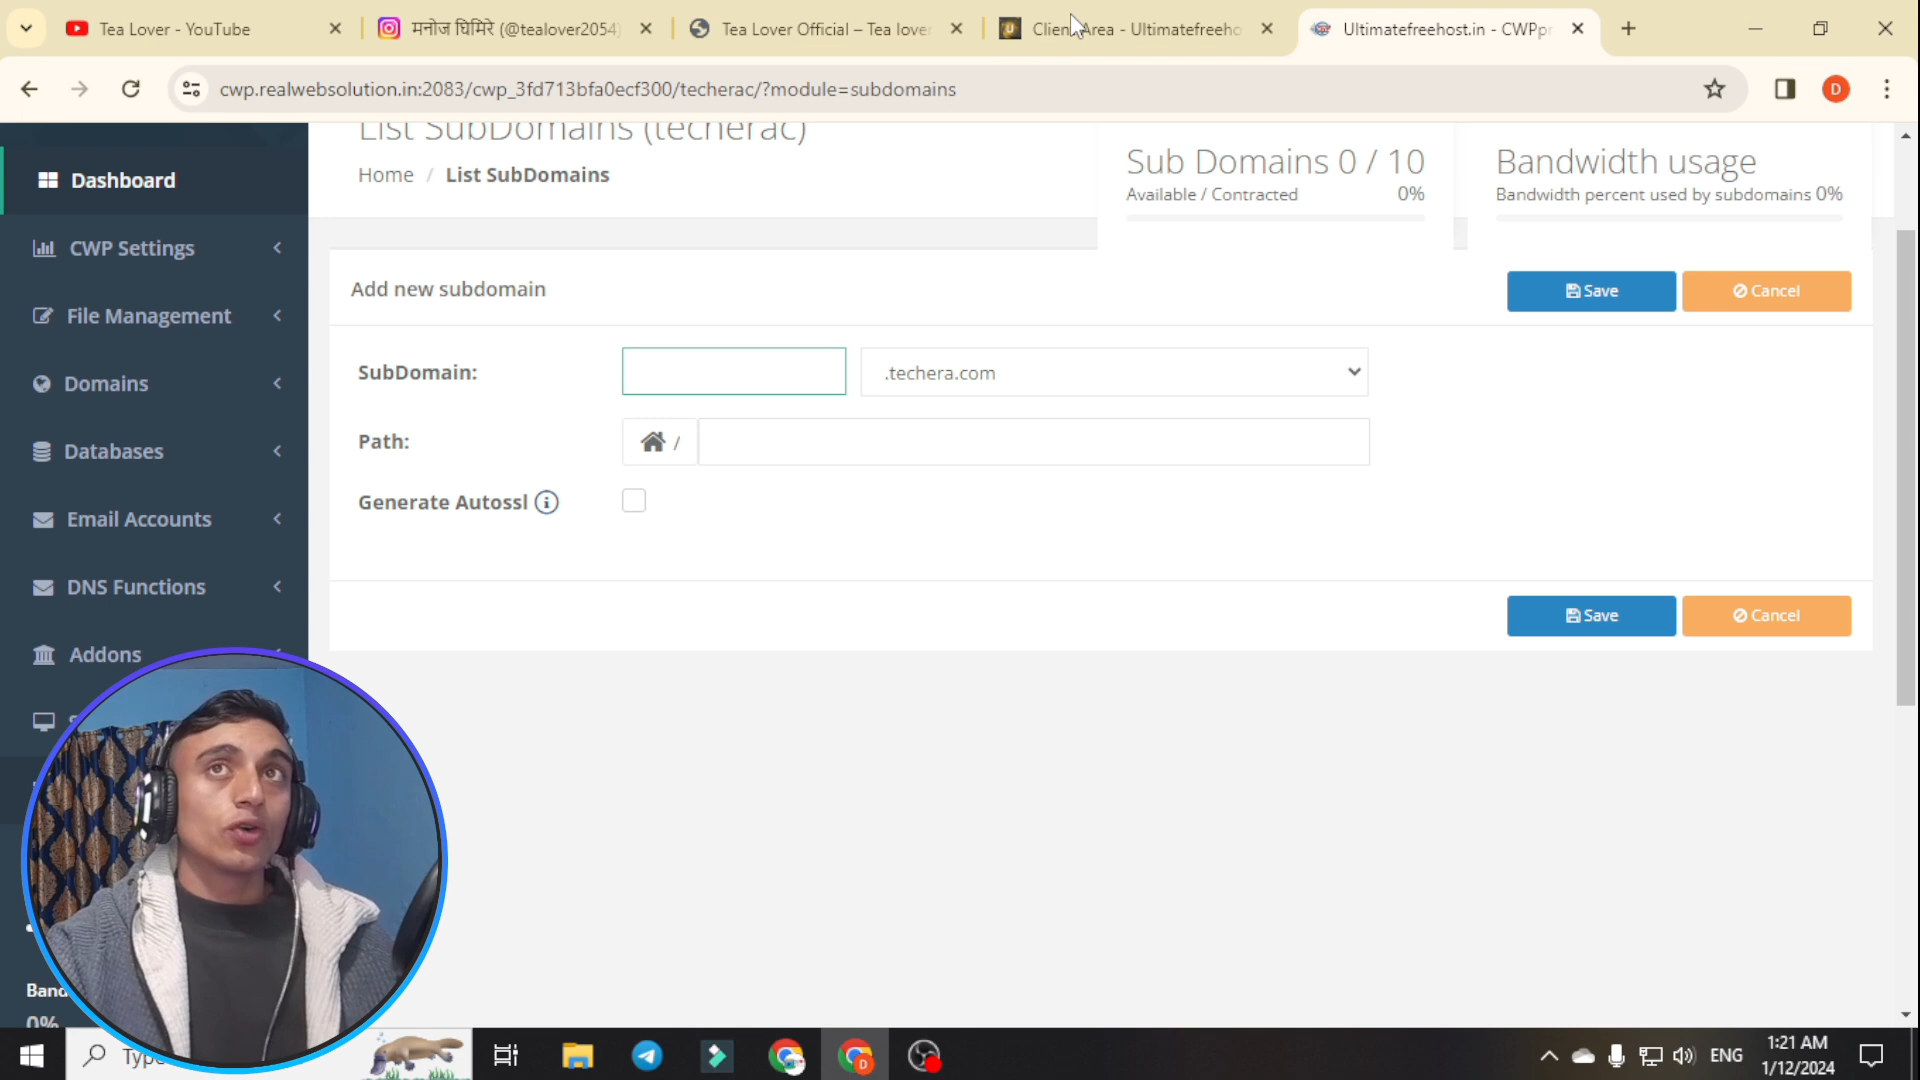 Tea Lover - YouTube
मनोज घिमिरे (@tealover2054)
Tea Lover Official – Tea lover
Client Area - Ultimatefreeho
Ultimatefreehost.in - CWPpr
cwp.realwebsolution.in:2083/cwp_3fd713bfa0ecf300/techerac/?module=subdomains
D
List SubDomains (techerac)
Home / List SubDomains
Sub Domains 0 / 10
Available / Contracted 0%
Bandwidth usage
Bandwidth percent used by subdomains 0%
Dashboard
CWP Settings
File Management
Domains
Databases
Email Accounts
DNS Functions
Addons
Add new subdomain
Save
Cancel
SubDomain:
.techera.com
Path:
/
Generate Autossl
Save
Cancel
0%
ENG
1:21 AM
1/12/2024